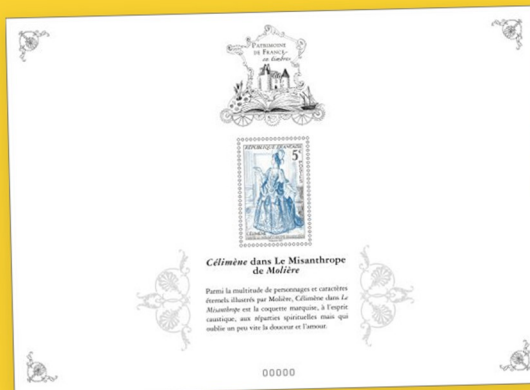 PATRIMOINE
DE FRANCE
en timbres
RÉPUBLIQUE FRANÇAISE
5F
CÉLIMÈNE
Célimène dans Le Misanthrope
de Molière
Parmi la multitude de personnages et caractères
éternels illustrés par Molière, Célimène dans Le
Misanthrope est la coquette marquise, à l'esprit
caustique, aux réparties spirituelles mais qui
oublie un peu vite la douceur et l'amour.
00000